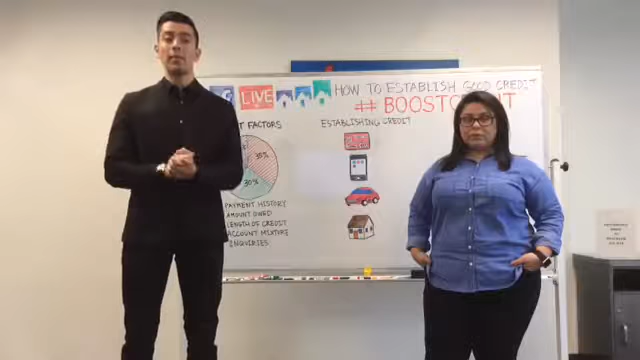 LIVE
HOW TO ESTABLISH GOOD CREDIT
FACTORS
ESTABLISHING CREDIT
35%
30%
PAYMENT HISTORY
AMOUNT OWED
LENGTH OF CREDIT
ACCOUNT MIXTURE
INQUIRIES